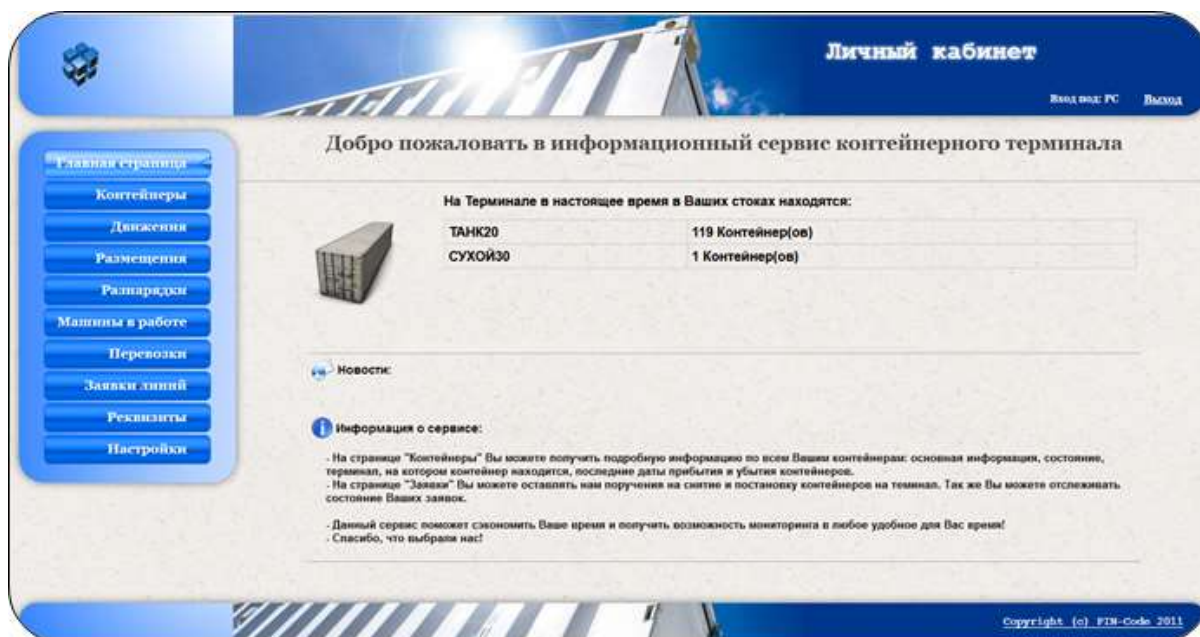 Личный кабинет
Вход под: PC Выход
Добро пожаловать в информационный сервис контейнерного терминала
Главная страница
Контейнеры
Движения
Размещения
Разнарядки
Машины в работе
Перевозки
Заявки линий
Реквизиты
Настройки
На Терминале в настоящее время в Ваших стоках находятся:
ТАНК20 119 Контейнер(ов)
СУХОЙ30 1 Контейнер(ов)
Новости:
Информация о сервисе:
- На странице "Контейнеры" Вы можете получить подробную информацию по всем Вашим контейнерам: основная информация, состояние,
терминал, на котором контейнер находится, последние даты прибытия и убытия контейнеров.
- На странице "Заявки" Вы можете оставлять нам поручения на снятие и постановку контейнеров на теминал. Так же Вы можете отслеживать
состояние Ваших заявок.
- Данный сервис поможет сэкономить Ваше время и получить возможность мониторинга в любое удобное для Вас время!
- Спасибо, что выбрали нас!
Copyright (c) PIN-Code 2011